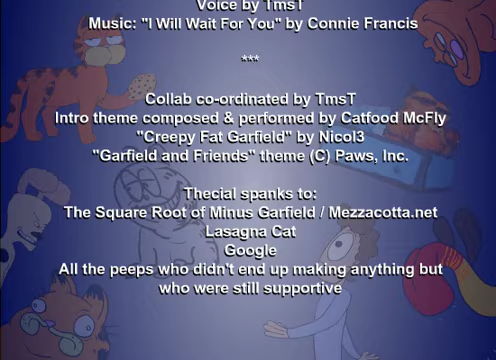 Voice by TmsT
Music: "I Will Wait For You" by Connie Francis
***
Collab co-ordinated by TmsT
Intro theme composed & performed by Catfood McFly
"Creepy Fat Garfield" by Nicol3
"Garfield and Friends" theme (C) Paws, Inc.
Thecial spanks to:
The Square Root of Minus Garfield / Mezzacotta.net
Lasagna Cat
Google
All the peeps who didn't end up making anything but
who were still supportive